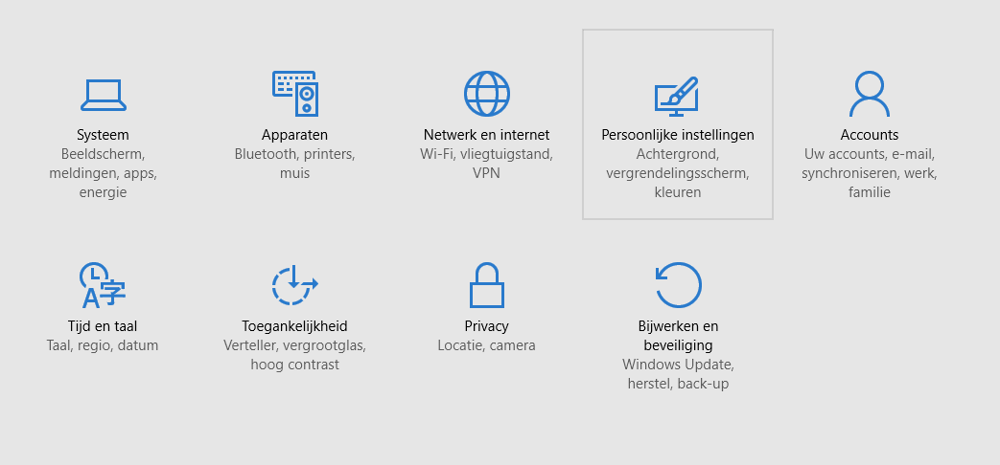 Systeem
Beeldscherm,
meldingen, apps,
energie
Apparaten
Bluetooth, printers,
muis
Netwerk en internet
Wi-Fi, vliegtuigstand,
VPN
Persoonlijke instellingen
Achtergrond,
vergrendelingsscherm,
kleuren
Accounts
Uw accounts, e-mail,
synchroniseren, werk,
familie
A字
Tijd en taal
Taal, regio, datum
Toegankelijkheid
Verteller, vergrootglas,
hoog contrast
Privacy
Locatie, camera
Bijwerken en
beveiliging
Windows Update,
herstel, back-up